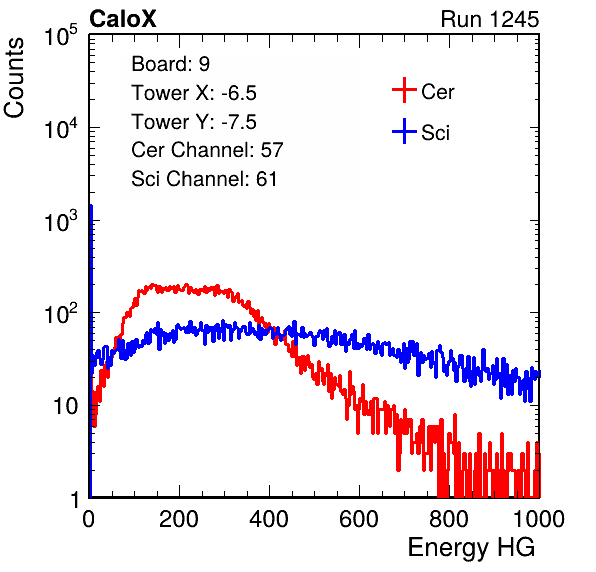 CaloX Run 1245
Counts
Board: 9
Tower X: -6.5
Tower Y: -7.5
Cer Channel: 57
Sci Channel: 61
Cer
Sci
10^5
10^4
10^3
10^2
10
1
0 200 400 600 800 1000
Energy HG